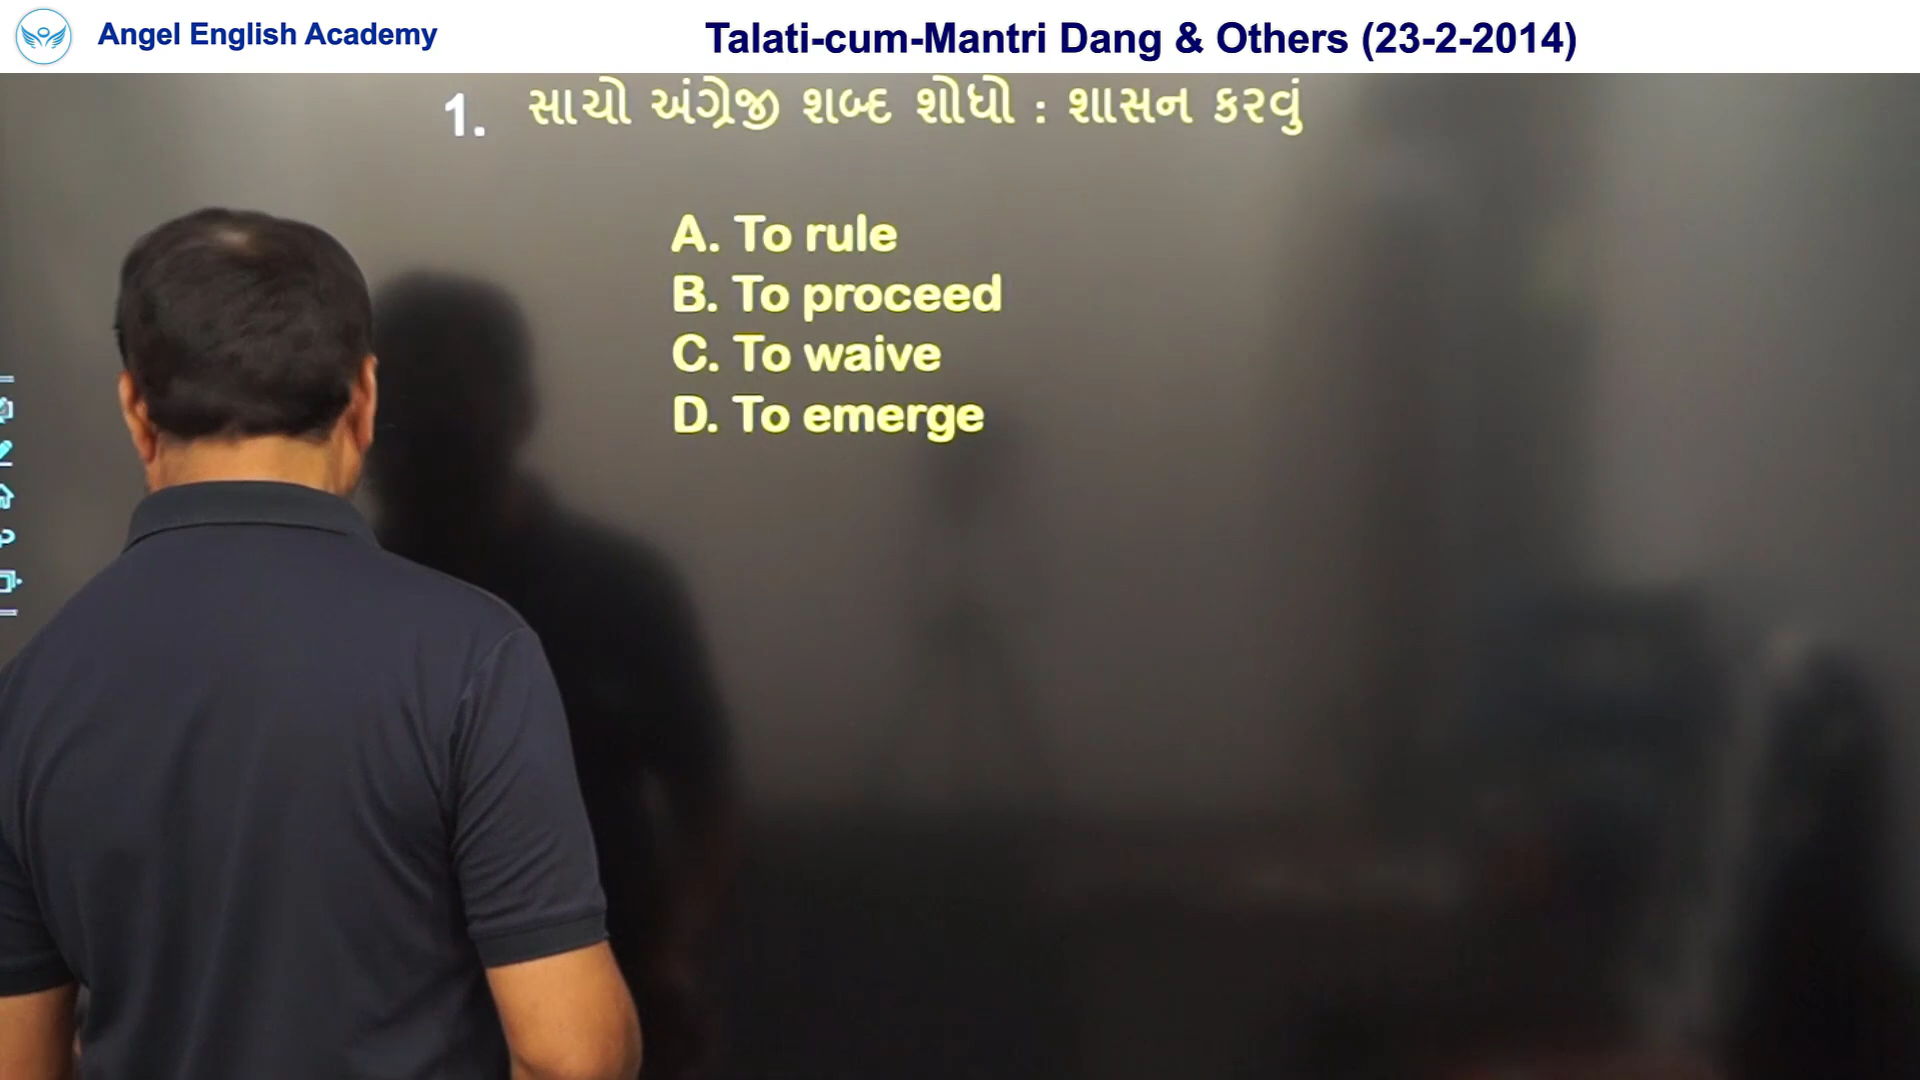 Angel English Academy
Talati-cum-Mantri Dang & Others (23-2-2014)
1. સાચો અંગ્રેજી શબ્દ શોધો : શાસન કરવું
A. To rule
B. To proceed
C. To waive
D. To emerge